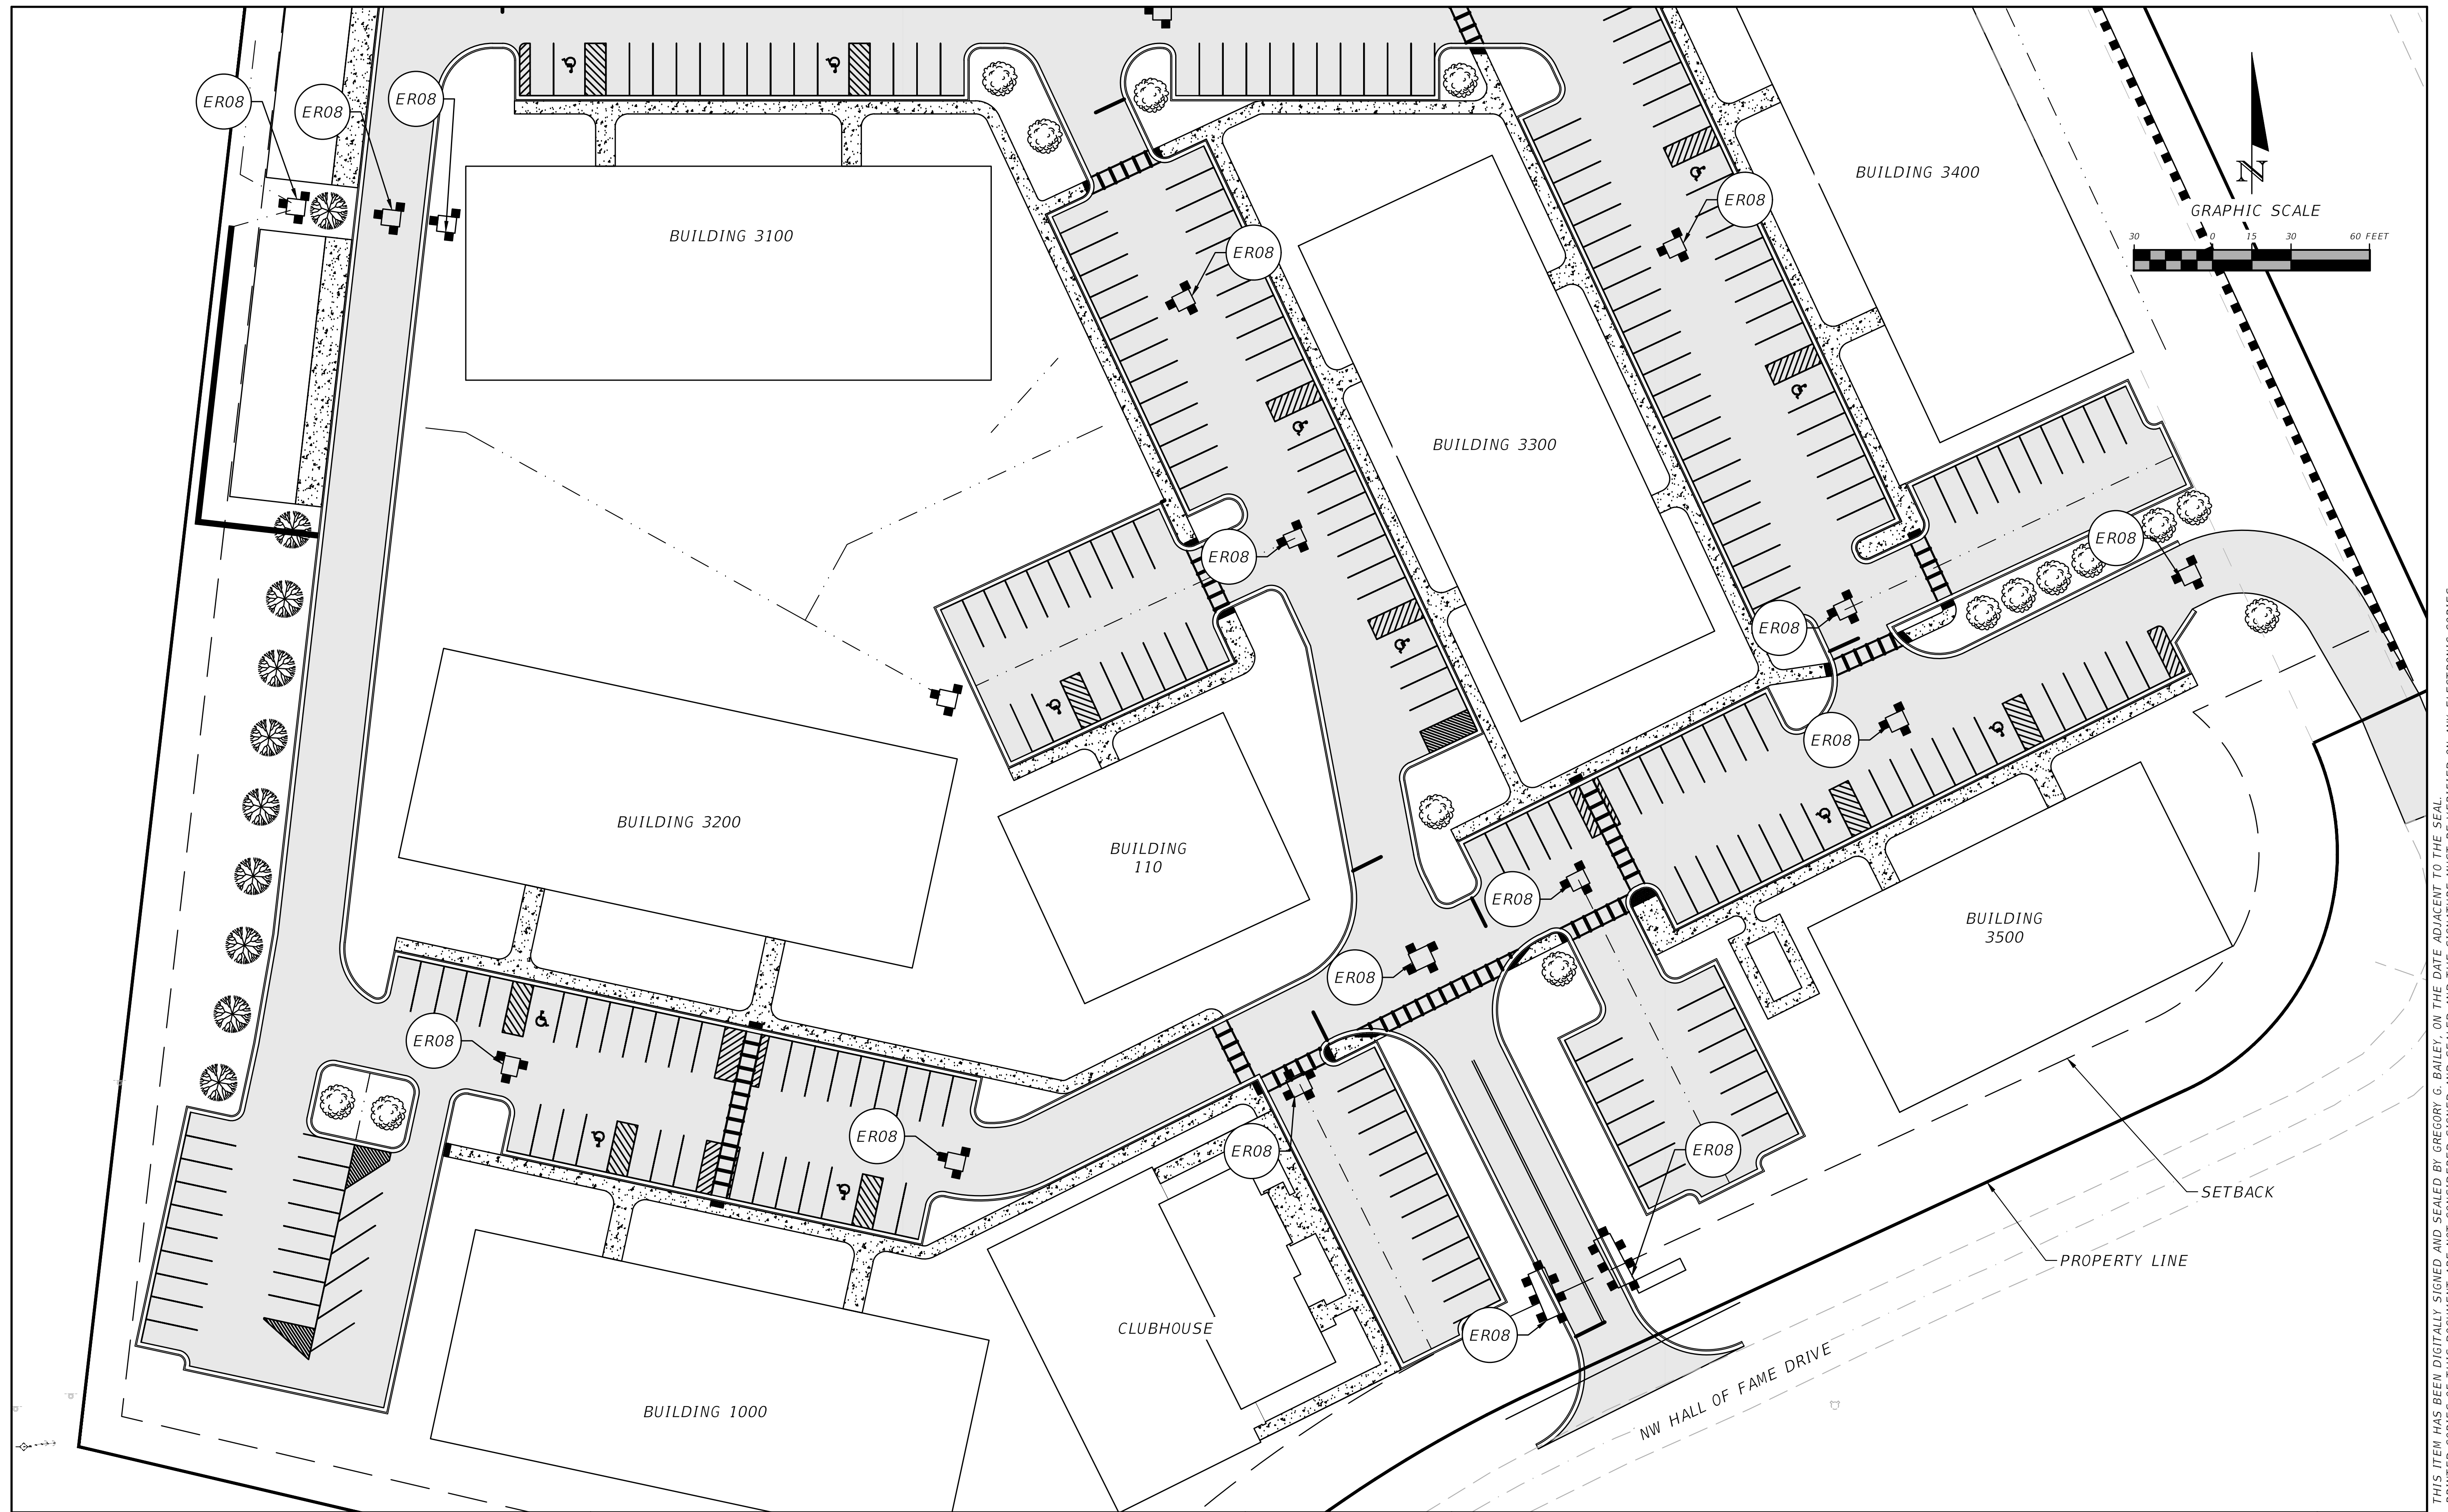 ER08
ER08
ER08
BUILDING 3100
ER08
ER08
BUILDING 3400
N
GRAPHIC SCALE
30 0 15 30 60 FEET
BUILDING 3300
ER08
ER08
ER08
ER08
BUILDING 3200
BUILDING
110
ER08
BUILDING
3500
ER08
ER08
ER08
ER08
ER08
SETBACK
PROPERTY LINE
CLUBHOUSE
ER08
NW HALL OF FAME DRIVE
BUILDING 1000
THIS ITEM HAS BEEN DIGITALLY SIGNED AND SEALED BY GREGORY G. BAILEY, ON THE DATE ADJACENT TO THE SEAL.